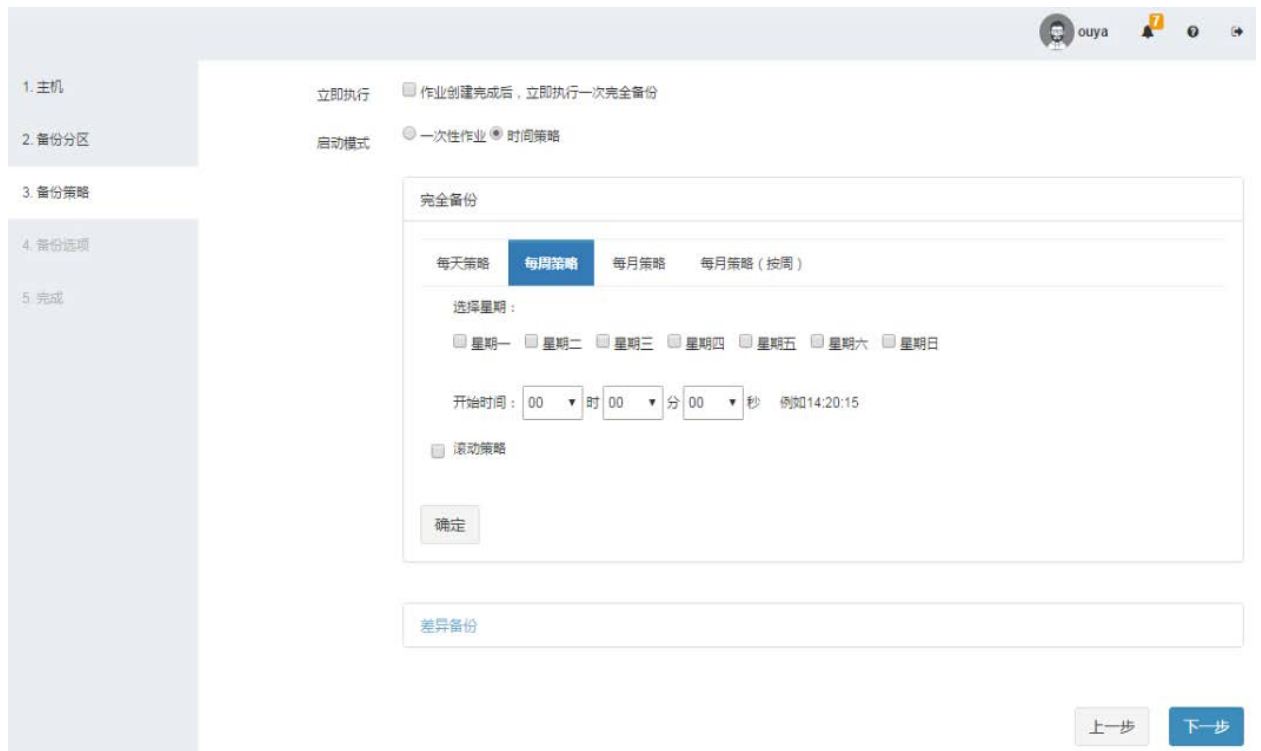 ouya 7
1. 主机
2. 备份分区
3. 备份策略
4. 备份选项
5. 完成
立即执行 作业创建完成后，立即执行一次完全备份
启动模式 一次性作业 时间策略
完全备份
每天策略 每周策略 每月策略（按周）
每月策略
选择星期：
星期一 星期二 星期三 星期四 星期五 星期六 星期日
开始时间： 00 时 00 分 00 秒 例如14:20:15
滚动策略
确定
差异备份
上一步 下一步